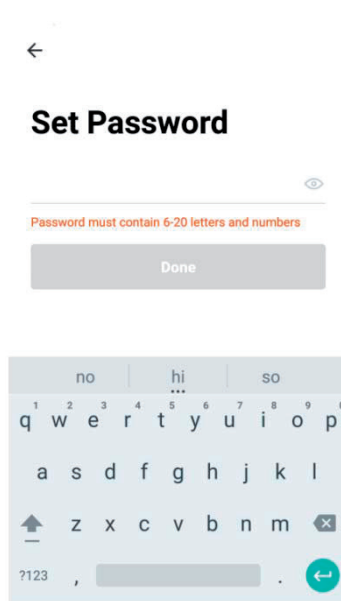 Set Password
Password must contain 6-20 letters and numbers
Done
no hi so
1 2 3 4 5 6 7 8 9
q w e r t y u i o p
a s d f g h j k l
z x c v b n m
?123 , .